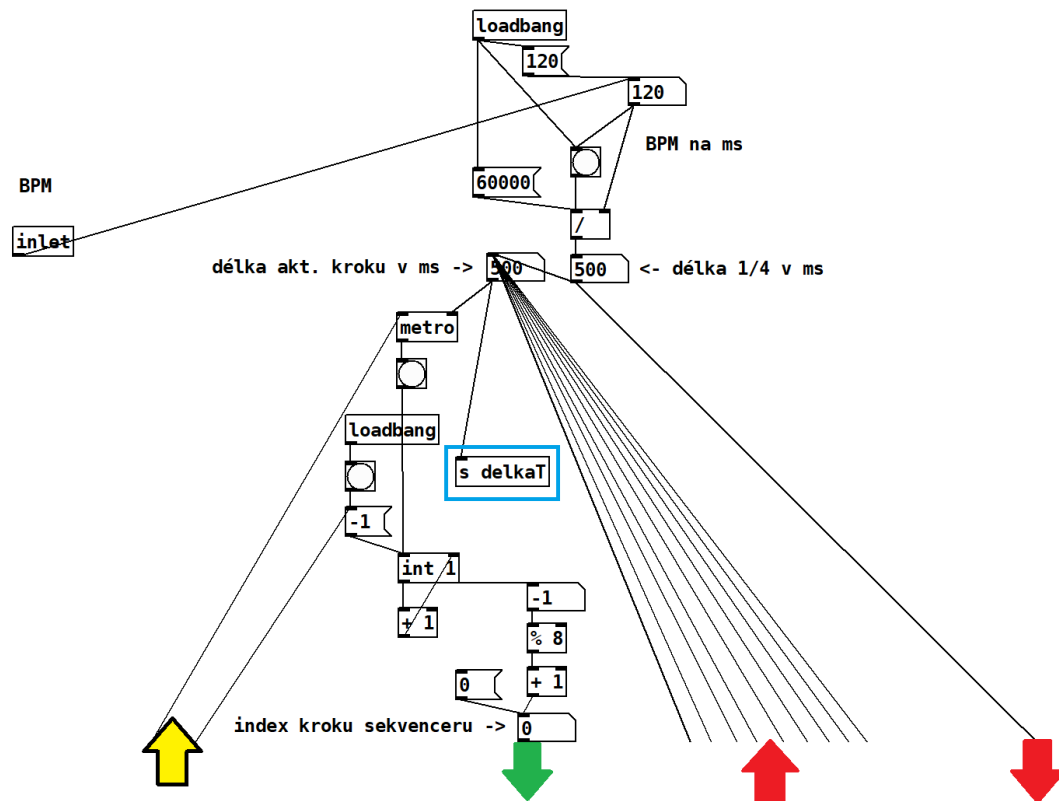 loadbang
120
120
BPM na ms
BPM
60000
inlet
/
délka akt. kroku v ms ->
500
500
<- délka 1/4 v ms
metro
loadbang
s delkaT
-1
int 1
-1
+ 1
% 8
0
+ 1
index kroku sekvenceru ->
0